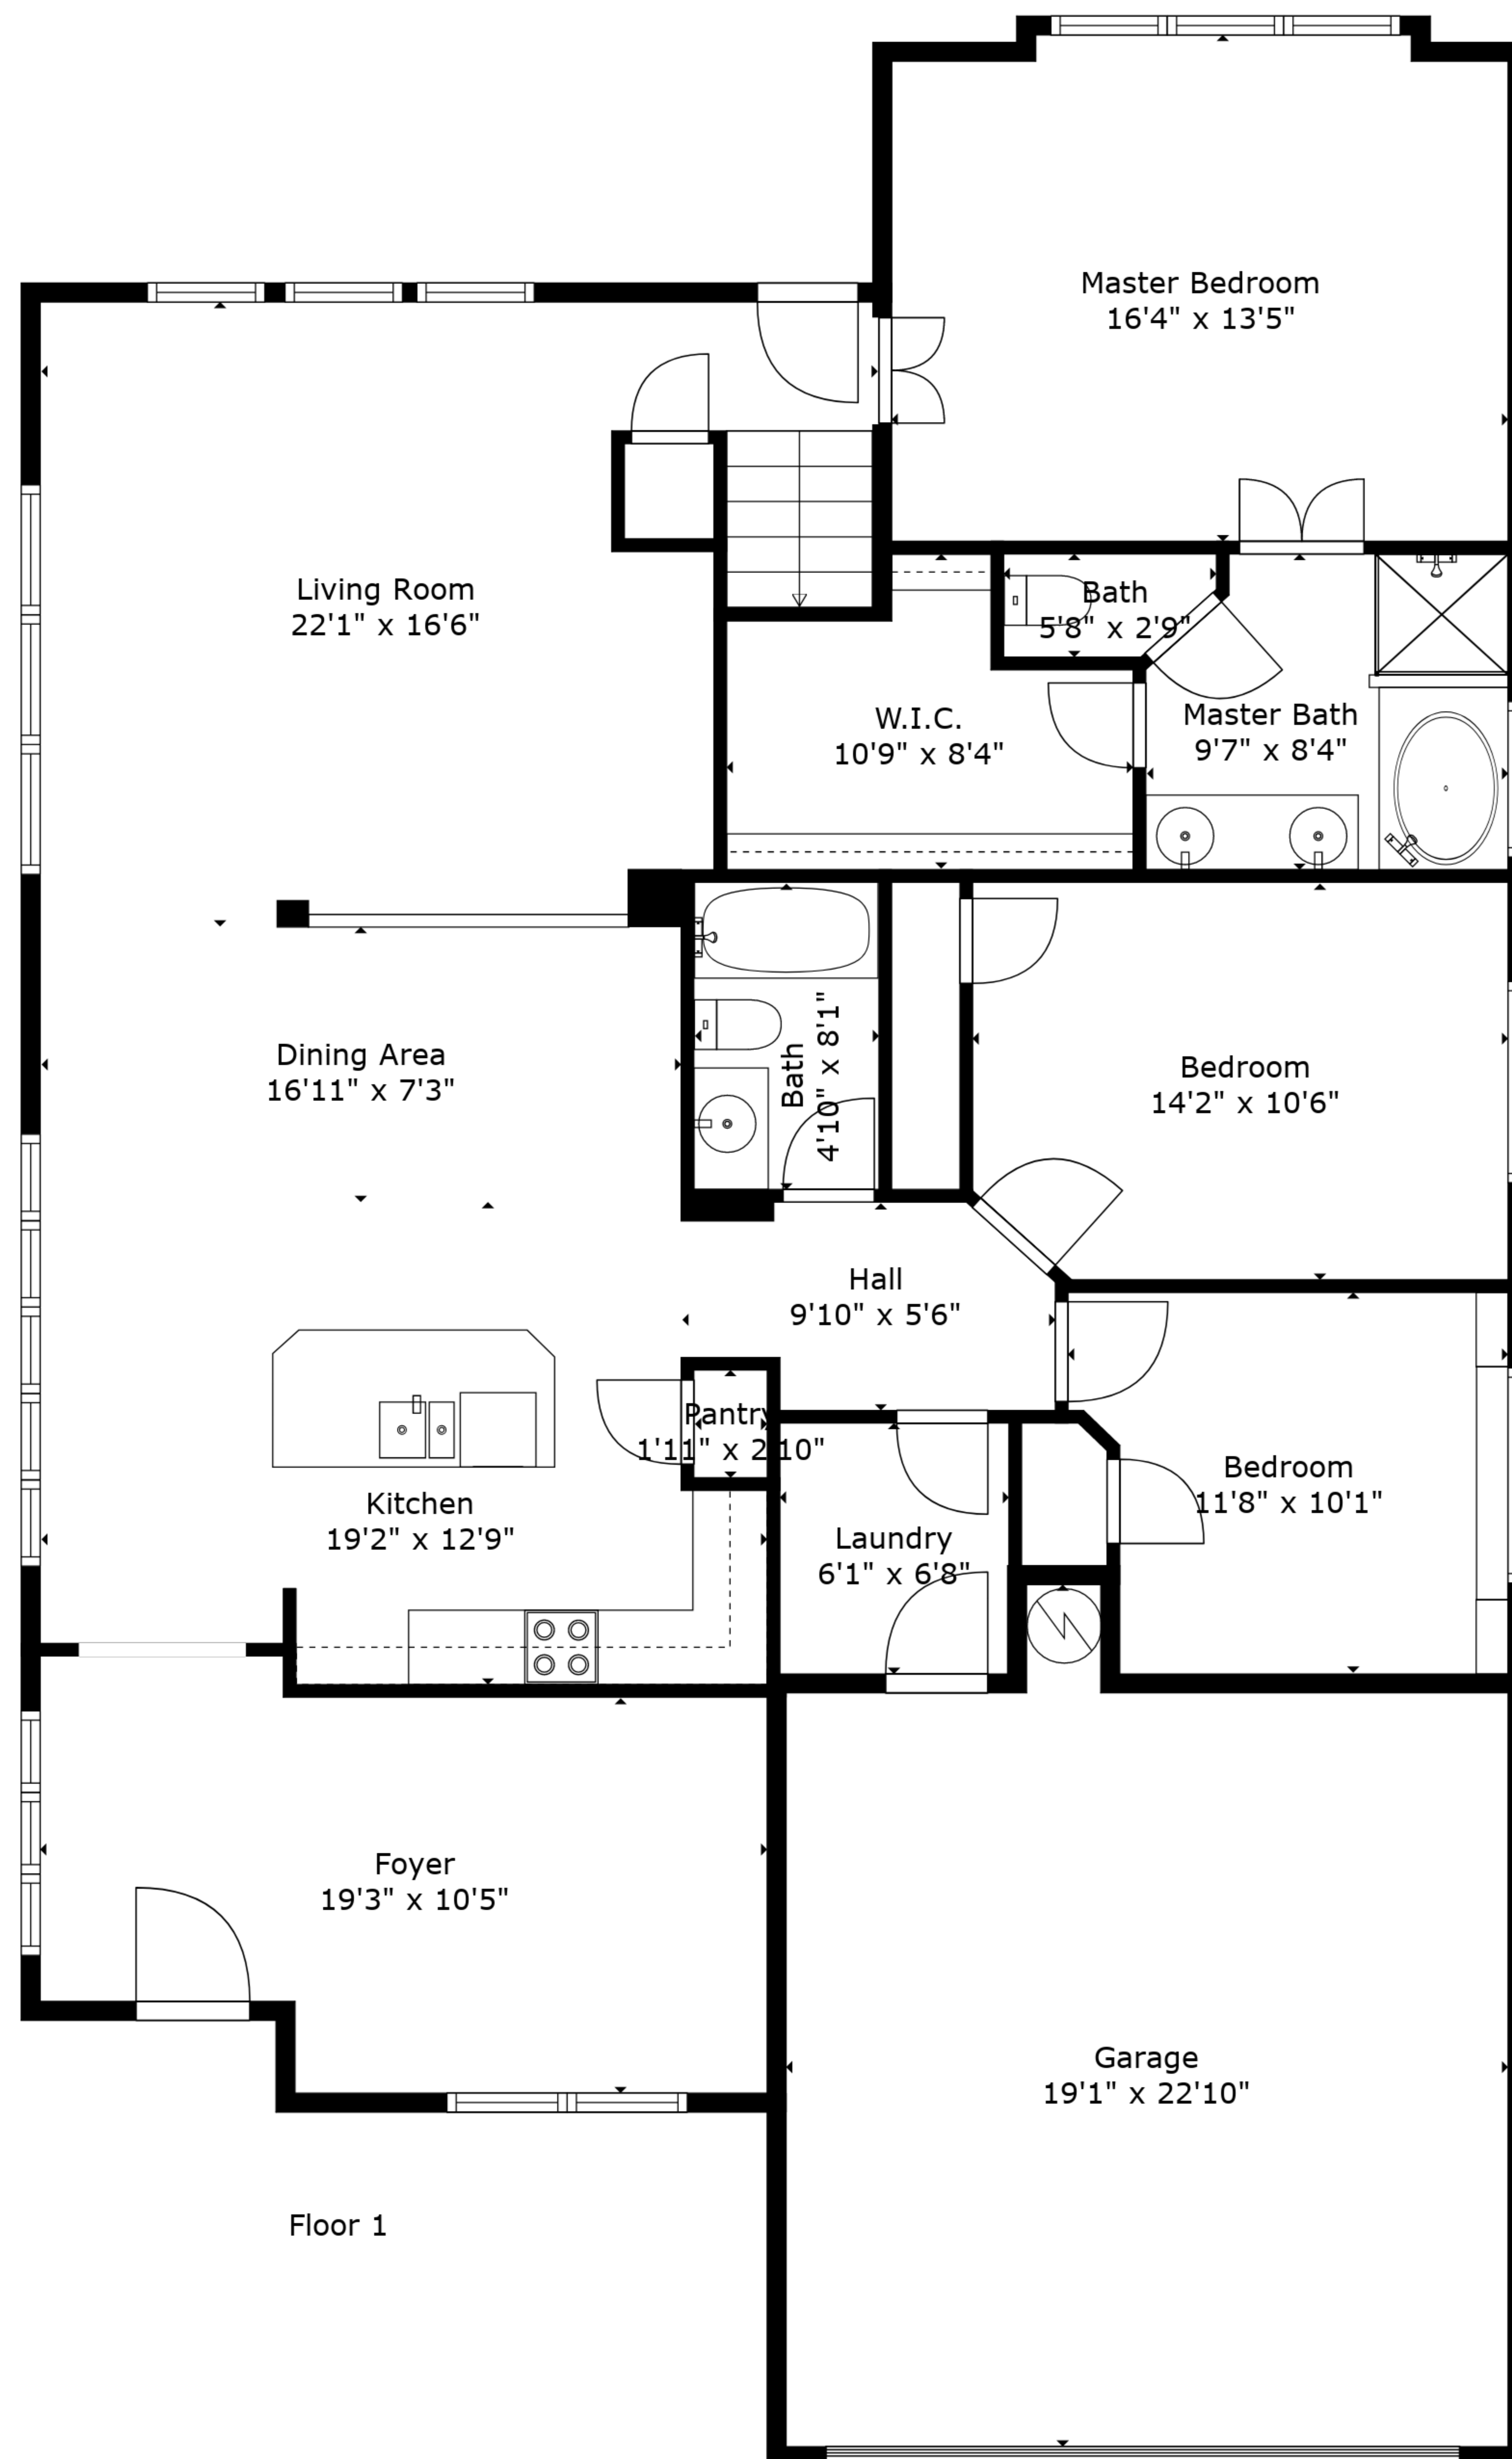 Master Bedroom
16'4" x 13'5"
Living Room
22'1" x 16'6"
Bath
5'8" x 2'9"
W.I.C.
10'9" x 8'4"
Master Bath
9'7" x 8'4"
Dining Area
16'11" x 7'3"
Bath
4'10" x 8'1"
Bedroom
14'2" x 10'6"
Hall
9'10" x 5'6"
Pantry
1'11" x 2'10"
Kitchen
19'2" x 12'9"
Laundry
6'1" x 6'8"
Bedroom
11'8" x 10'1"
Foyer
19'3" x 10'5"
Garage
19'1" x 22'10"
Floor 1